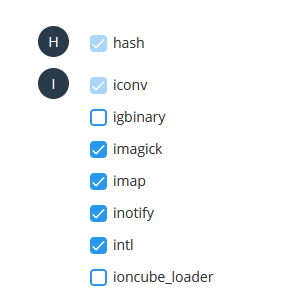 H hash
I iconv
igbinary
imagick
imap
inotify
intl
ioncube_loader